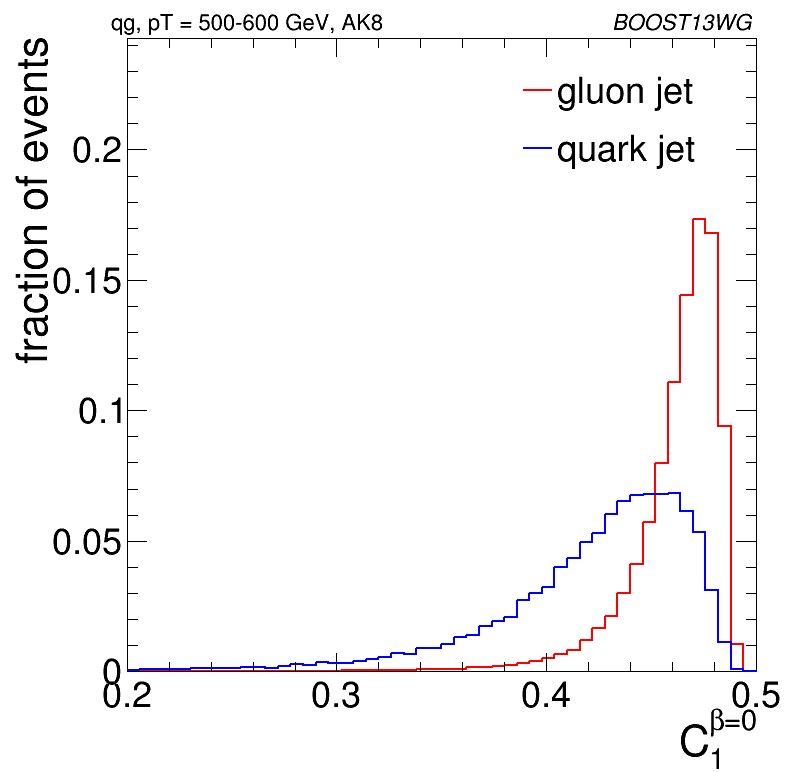 qg, pT = 500-600 GeV, AK8
BOOST13WG
gluon jet
quark jet
fraction of events
0.2
0.15
0.1
0.05
0
0.2 0.3 0.4 0.5
C₁^β=0